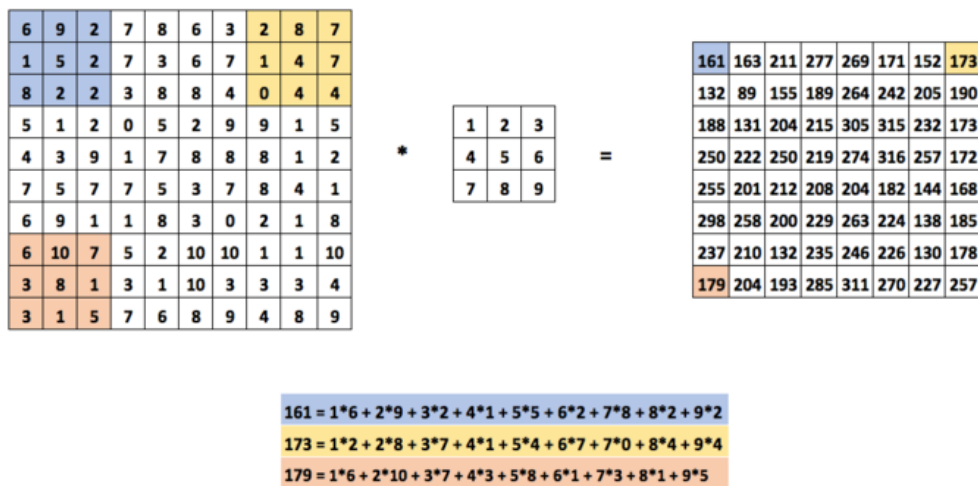 6 9 2 7 8 6 3 2 8 7
1 5 2 7 3 6 7 1 4 7
8 2 2 3 8 8 4 0 4 4
5 1 2 0 5 2 9 9 1 5
4 3 9 1 7 8 8 8 1 2
7 5 7 7 5 3 7 8 4 1
6 9 1 1 8 3 0 2 1 8
6 10 7 5 2 10 10 1 1 10
3 8 1 3 1 10 3 3 3 4
3 1 5 7 6 8 9 4 8 9
*
1 2 3
4 5 6
7 8 9
=
161 163 211 277 269 171 152 173
132 89 155 189 264 242 205 190
188 131 204 215 305 315 232 173
250 222 250 219 274 316 257 172
255 201 212 208 204 182 144 168
298 258 200 229 263 224 138 185
237 210 132 235 246 226 130 178
179 204 193 285 311 270 227 257
161 = 1*6 + 2*9 + 3*2 + 4*1 + 5*5 + 6*2 + 7*8 + 8*2 + 9*2
173 = 1*2 + 2*8 + 3*7 + 4*1 + 5*4 + 6*7 + 7*0 + 8*4 + 9*4
179 = 1*6 + 2*10 + 3*7 + 4*3 + 5*8 + 6*1 + 7*3 + 8*1 + 9*5